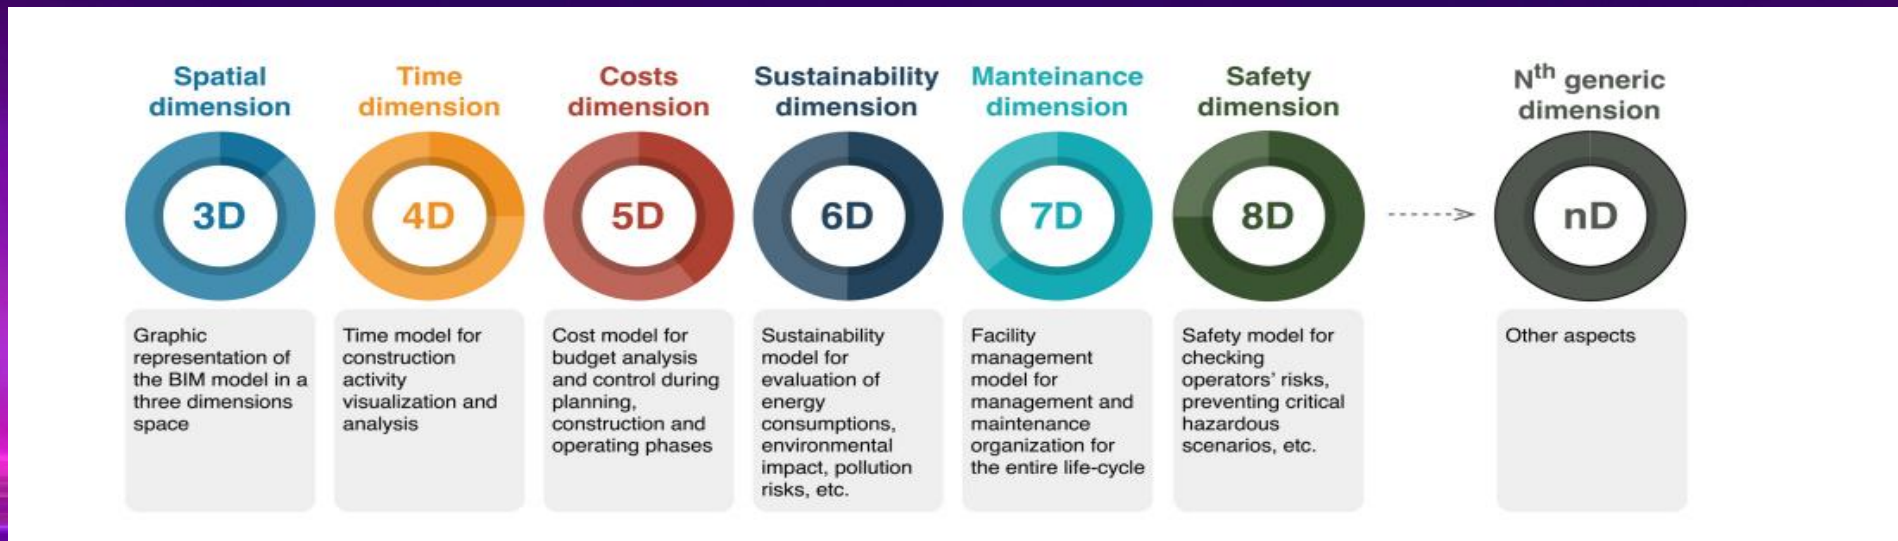 Spatial
dimension
3D
Graphic
representation of
the BIM model in a
three dimensions
space
Time
dimension
4D
Time model for
construction
activity
visualization and
analysis
Costs
dimension
5D
Cost model for
budget analysis
and control during
planning,
construction and
operating phases
Sustainability
dimension
6D
Sustainability
model for
evaluation of
energy
consumptions,
environmental
impact, pollution
risks, etc.
Manteinance
dimension
7D
Facility
management
model for
management and
maintenance
organization for
the entire life-cycle
Safety
dimension
8D
Safety model for
checking
operators' risks,
preventing critical
hazardous
scenarios, etc.
Nth generic
dimension
nD
Other aspects